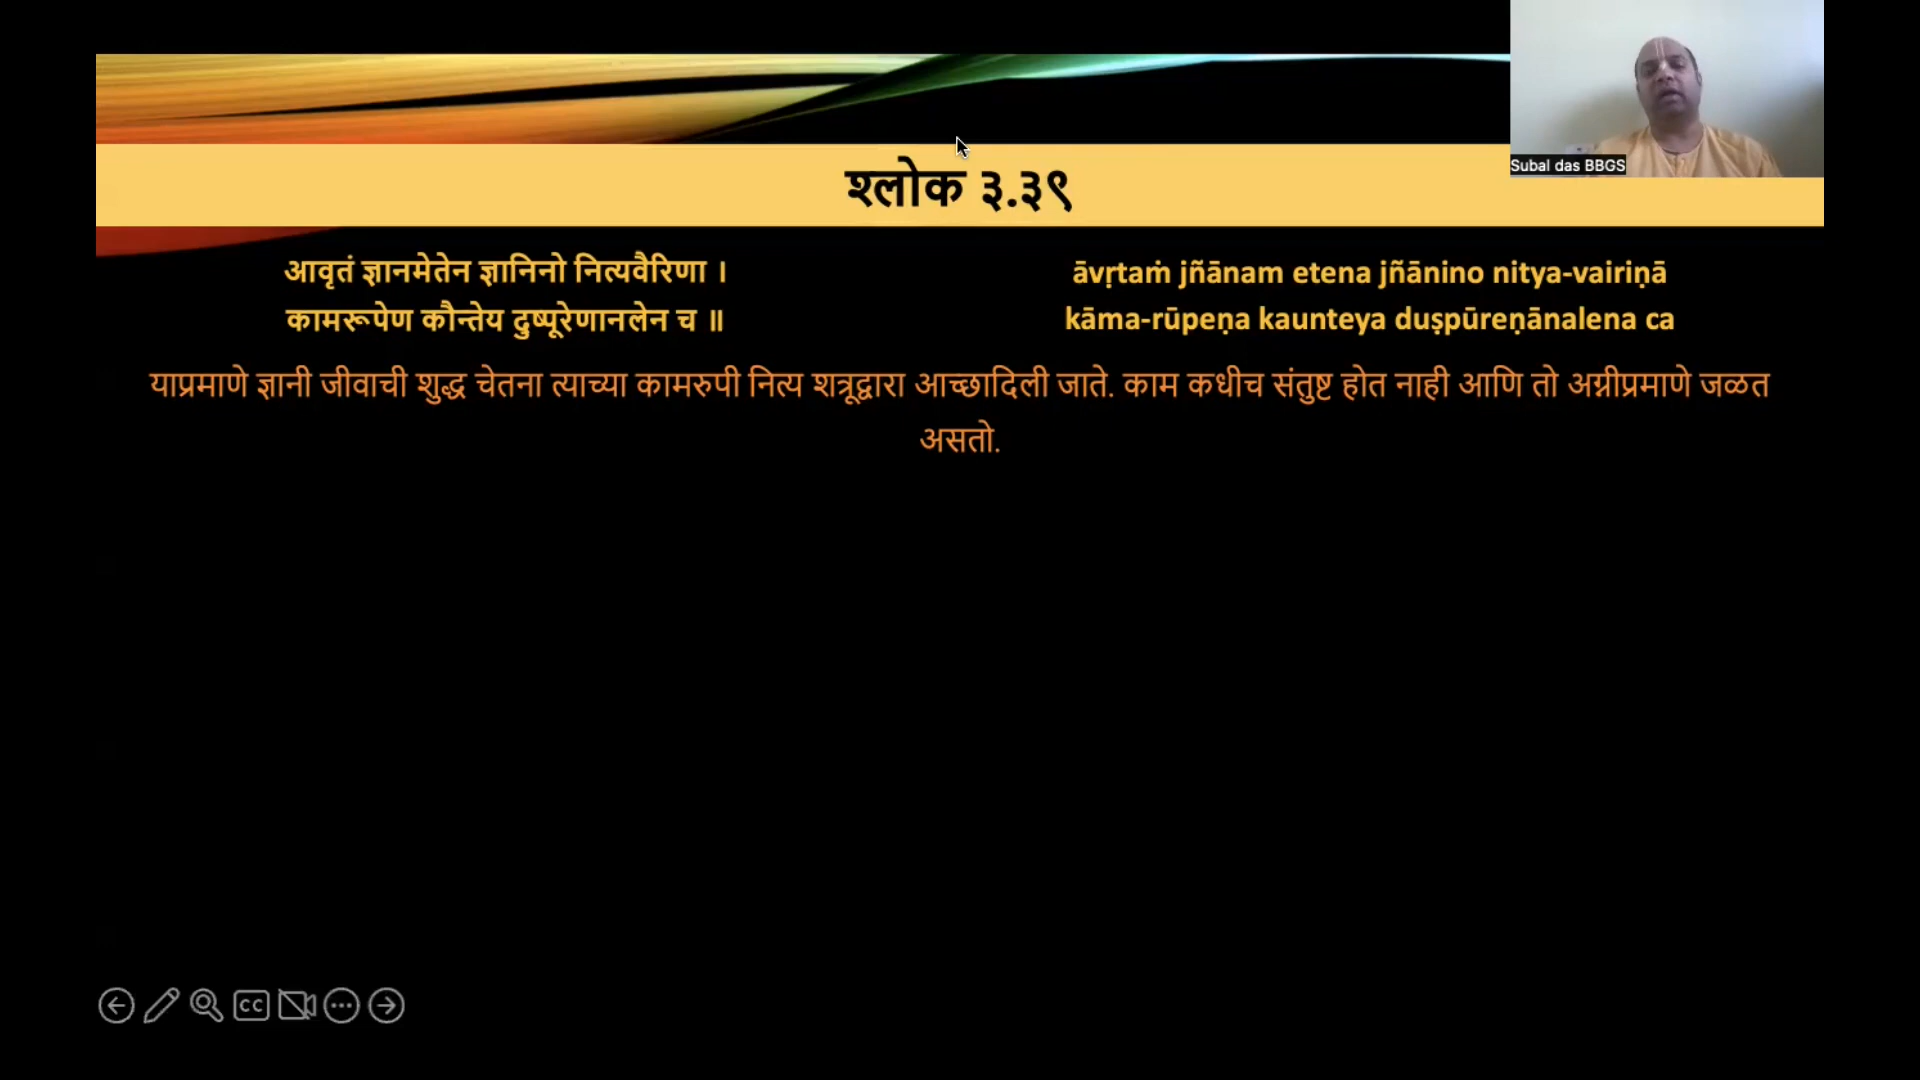 Subal das BBGS
श्लोक ३.३९
आवृतं ज्ञानमेतेन ज्ञानिनो नित्यवैरिणा ।
कामरूपेण कौन्तेय दुष्पूरेणानलेन च ॥
āvṛtaṁ jñānam etena jñānino nitya-vairiṇā
kāma-rūpeṇa kaunteya duṣpūreṇānalena ca
याप्रमाणे ज्ञानी जीवाची शुद्ध चेतना त्याच्या कामरुपी नित्य शत्रूद्वारा आच्छादिली जाते. काम कधीच संतुष्ट होत नाही आणि तो अग्नीप्रमाणे जळत
असतो.
CC